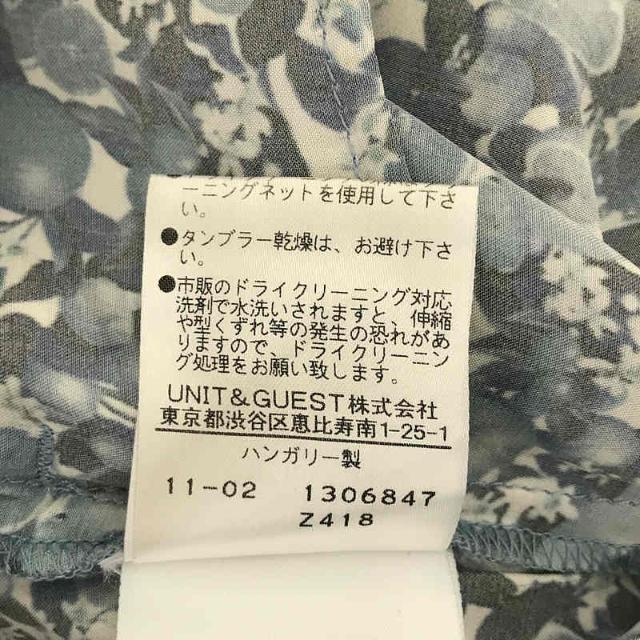 ーニングネットを使用して下さ
い。
●タンブラー乾燥は、お避け下さ
い。
●市販のドライクリーニング対応
洗剤で水洗いされますと、伸縮
や型くずれ等の発生の恐れがあ
りますので、ドライクリーニン
グ処理をお願い致します。
UNIT&GUEST株式会社
東京都渋谷区恵比寿南1-25-1
ハンガリー製
11-02 1306847
Z418